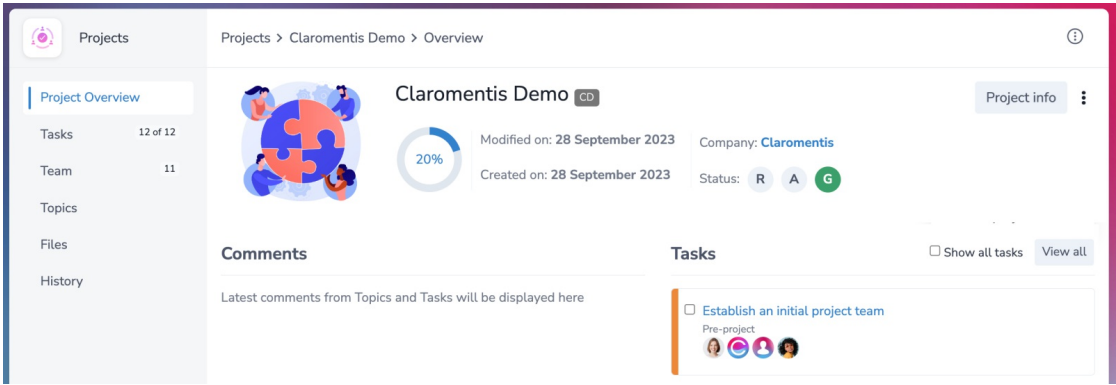 Projects
Projects > Claromentis Demo > Overview
Project Overview
Tasks 12 of 12
Team 11
Topics
Files
History
Claromentis Demo CD
Project info
20%
Modified on: 28 September 2023
Created on: 28 September 2023
Company: Claromentis
Status: R A G
Comments
Latest comments from Topics and Tasks will be displayed here
Tasks
Show all tasks
View all
Establish an initial project team
Pre-project